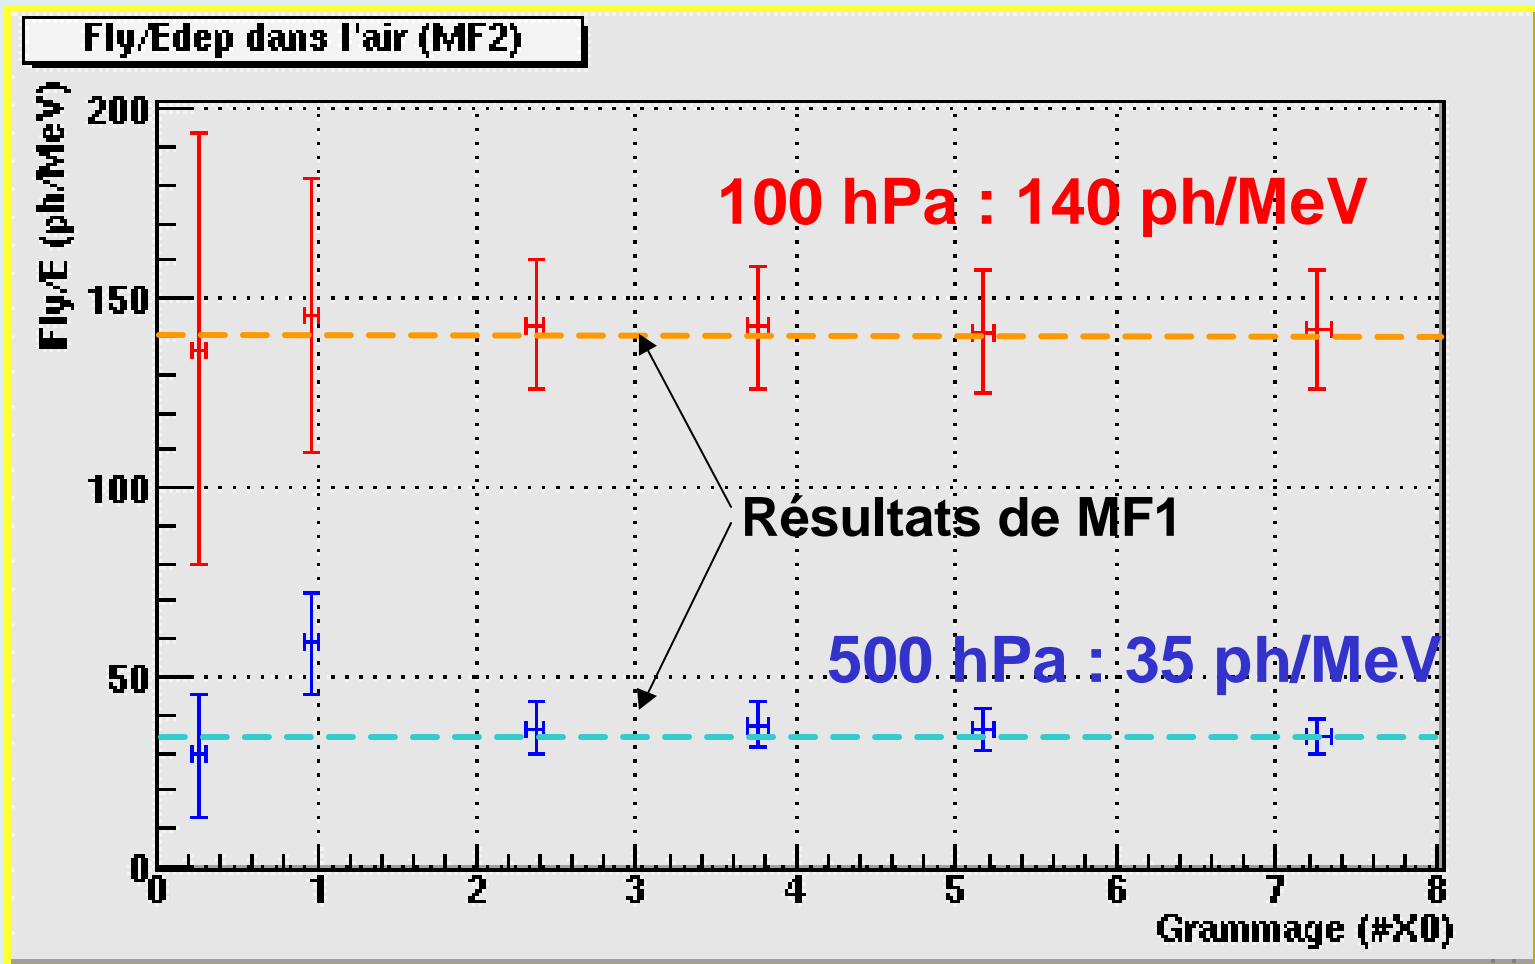 Fly/Edep dans l'air (MF2)
Fly/E (ph/MeV)
200
150
100
50
0
100 hPa : 140 ph/MeV
Résultats de MF1
500 hPa : 35 ph/MeV
0 1 2 3 4 5 6 7 8
Grammage (#X0)